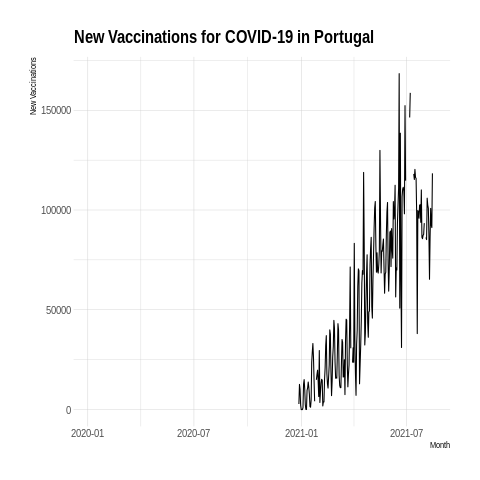 New Vaccinations for COVID-19 in Portugal
New Vaccinations
150000
100000
50000
0
2020-01 2020-07 2021-01 2021-07
Month